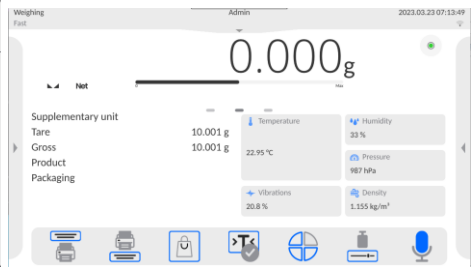 Weighing Admin 2023.03.23 07:13:49
Fast
0.000g
Net
0 Max
Supplementary unit
Tare 10.001 g
Gross 10.001 g
Product
Packaging
Temperature
22.95 °C
Humidity
33 %
Pressure
987 hPa
Vibrations
20.8 %
Density
1.155 kg/m³
>T<